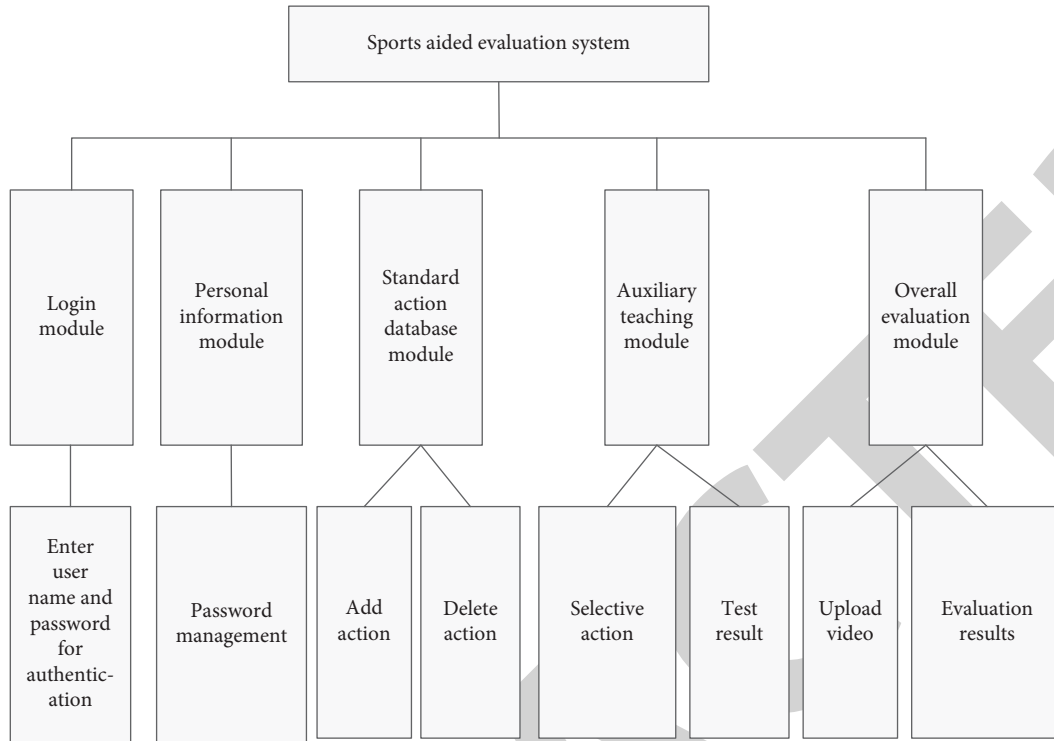 Sports aided evaluation system
Login
module
Personal
information
module
Standard
action
database
module
Auxiliary
teaching
module
Overall
evaluation
module
Enter
user
name and
password
for
authentic-
ation
Password
management
Add
action
Delete
action
Selective
action
Test
result
Upload
video
Evaluation
results